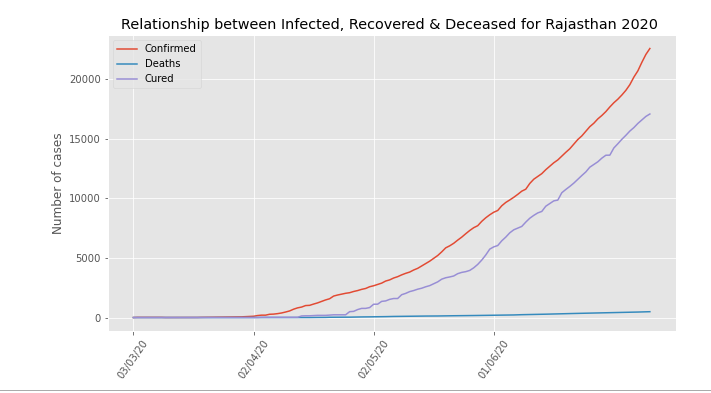 Relationship between Infected, Recovered & Deceased for Rajasthan 2020
Confirmed
Deaths
Cured
Number of cases
20000
15000
10000
5000
0
03/03/20
02/04/20
02/05/20
01/06/20